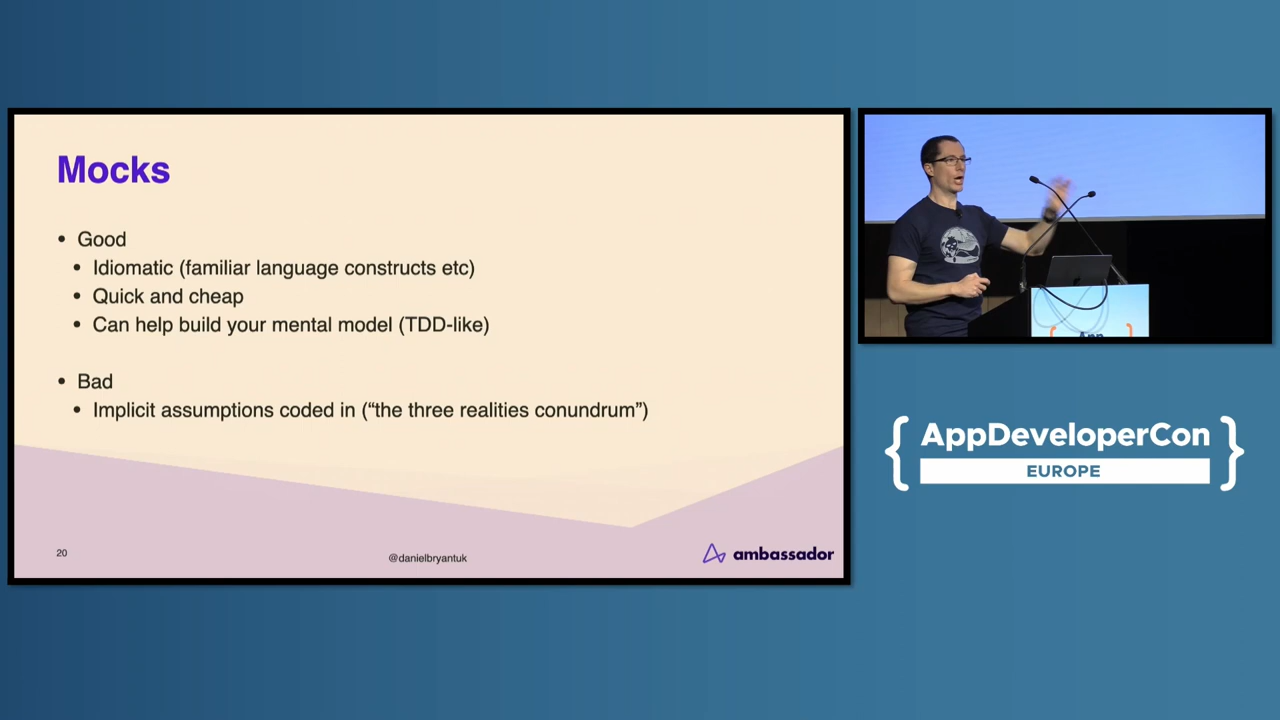 Mocks
• Good
• Idiomatic (familiar language constructs etc)
• Quick and cheap
• Can help build your mental model (TDD-like)
• Bad
• Implicit assumptions coded in (“the three realities conundrum”)
20
@danielbryantuk
ambassador
{ AppDeveloperCon }
EUROPE